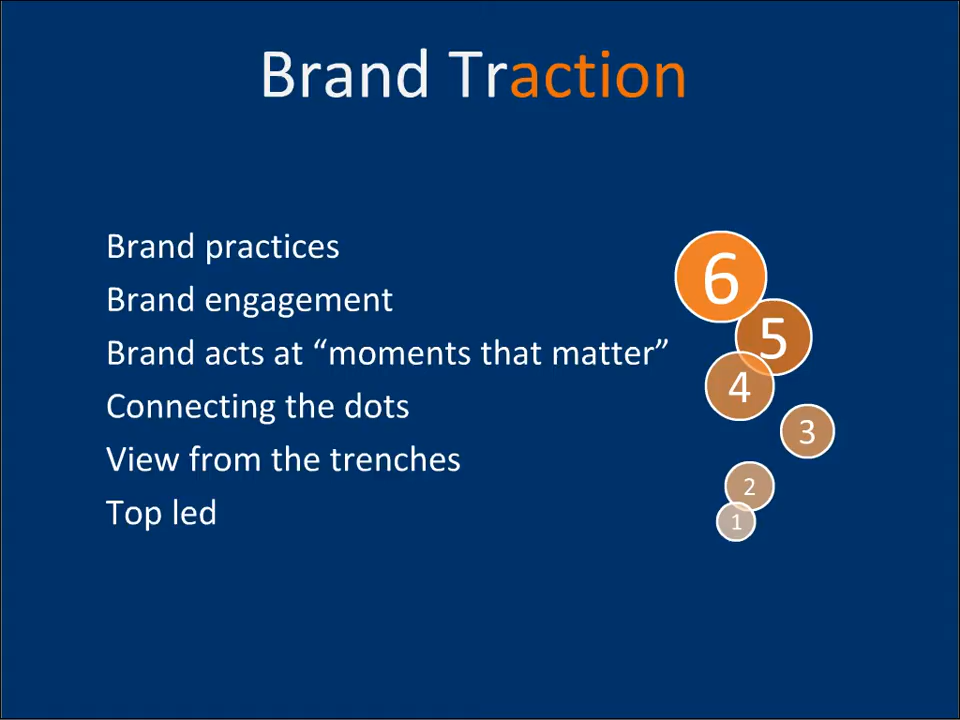 Brand Traction
Brand practices
Brand engagement
Brand acts at “moments that matter”
Connecting the dots
View from the trenches
Top led
6
5
4
3
2
1